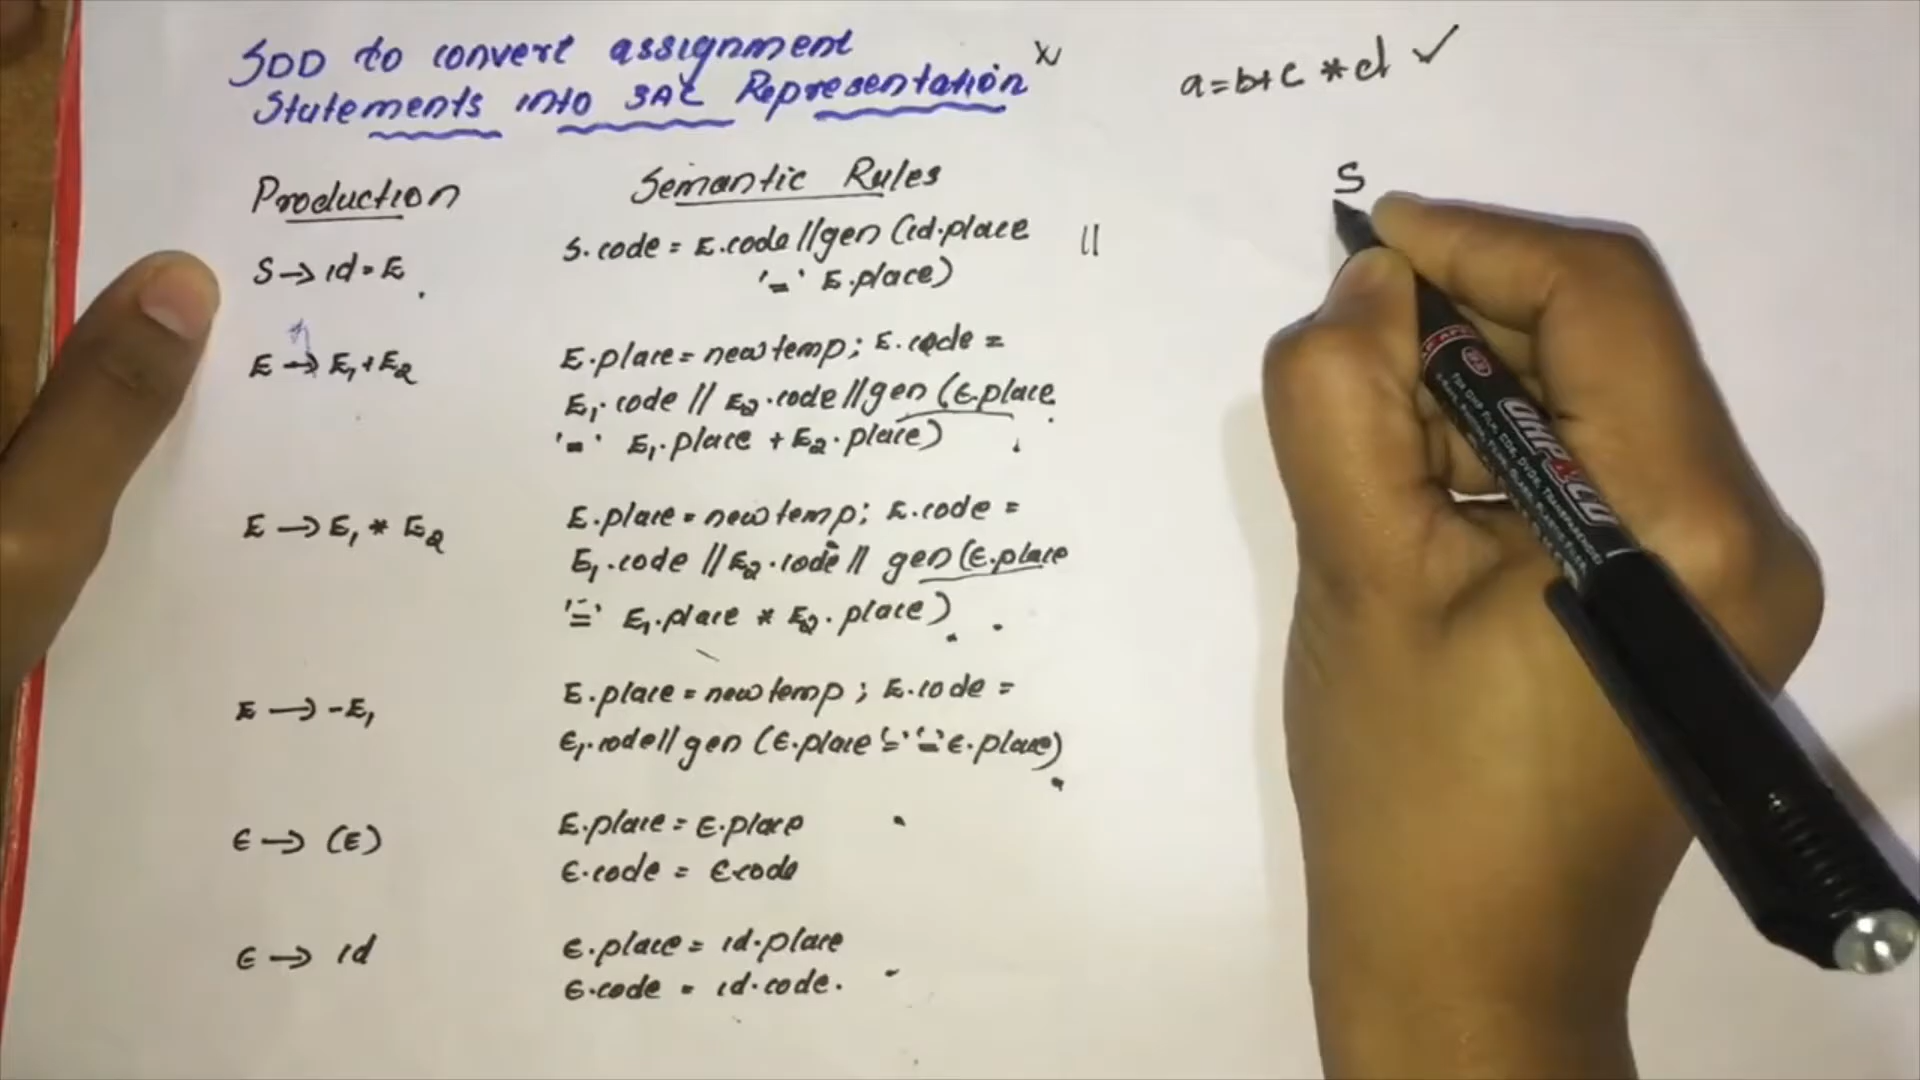 SDD to convert assignment
Statements into 3AC Representation x
a=b+c *d ✓
Production
Semantic Rules
S
S → id = E
S.code = E.code // gen (id.place
'=' E.place)
||
E → E₁ + E₂
E.place = newtemp; E.code =
E₁.code // E₂.code // gen (E.place
'=' E₁.place + E₂.place)
E → E₁ * E₂
E.place = newtemp; E.code =
E₁.code // E₂.code // gen (E.place
'=' E₁.place * E₂.place)
E → -E₁
E.place = newtemp; E.code =
E₁.code // gen (E.place '=' '-' E.place)
E → (E)
E.place = E.place
E.code = E.code
E → id
E.place = id.place
E.code = id.code.